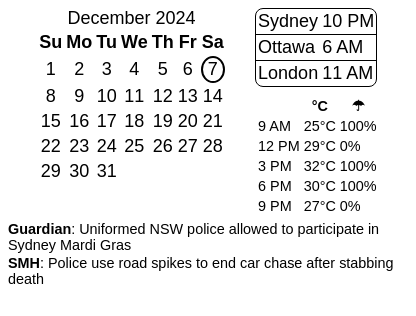 December 2024
Su Mo Tu We Th Fr Sa
1 2 3 4 5 6 7
8 9 10 11 12 13 14
15 16 17 18 19 20 21
22 23 24 25 26 27 28
29 30 31
Sydney 10 PM
Ottawa 6 AM
London 11 AM
°C ☂
9 AM 25°C 100%
12 PM 29°C 0%
3 PM 32°C 100%
6 PM 30°C 100%
9 PM 27°C 0%
Guardian: Uniformed NSW police allowed to participate in
Sydney Mardi Gras
SMH: Police use road spikes to end car chase after stabbing
death